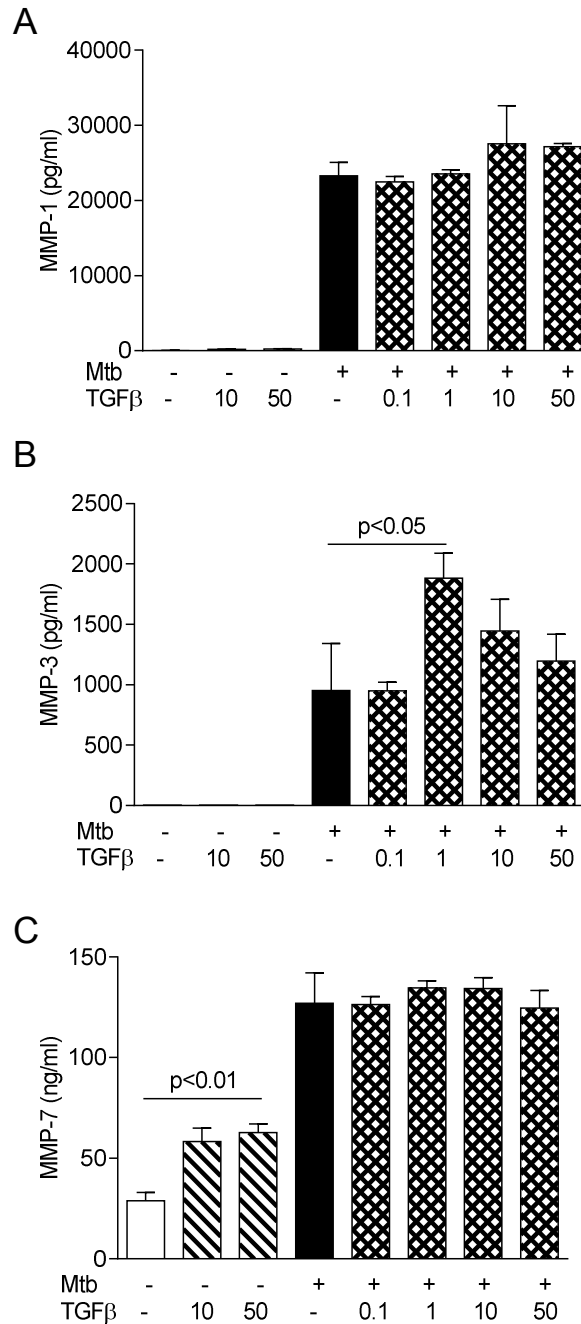 A
40000
30000
20000
10000
0
MMP-1 (pg/ml)
Mtb - - - + + + + +
TGFβ - 10 50 - 0.1 1 10 50
B
2500
2000
1500
1000
500
0
MMP-3 (pg/ml)
p<0.05
Mtb - - - + + + + +
TGFβ - 10 50 - 0.1 1 10 50
C
150
100
50
0
MMP-7 (ng/ml)
p<0.01
Mtb - - - + + + + +
TGFβ - 10 50 - 0.1 1 10 50